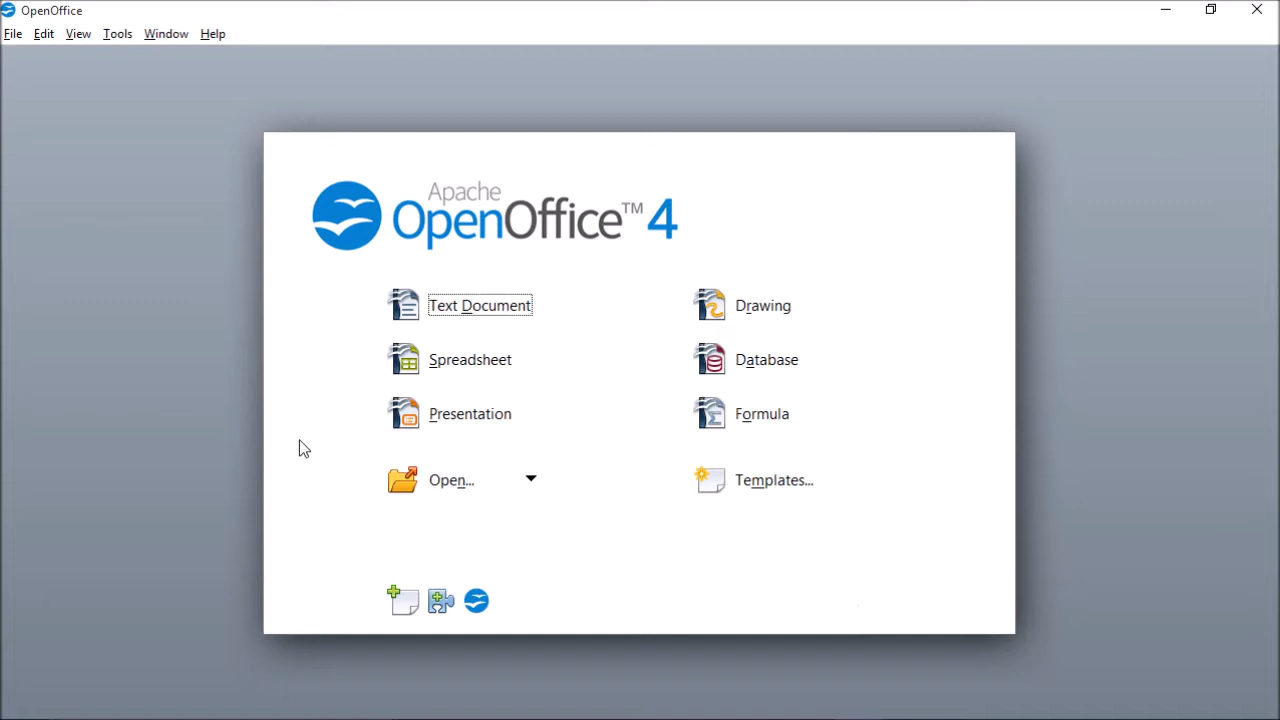 OpenOffice
File Edit View Tools Window Help
Apache
OpenOffice™ 4
Text Document
Drawing
Spreadsheet
Database
Presentation
Formula
Open...
Templates...